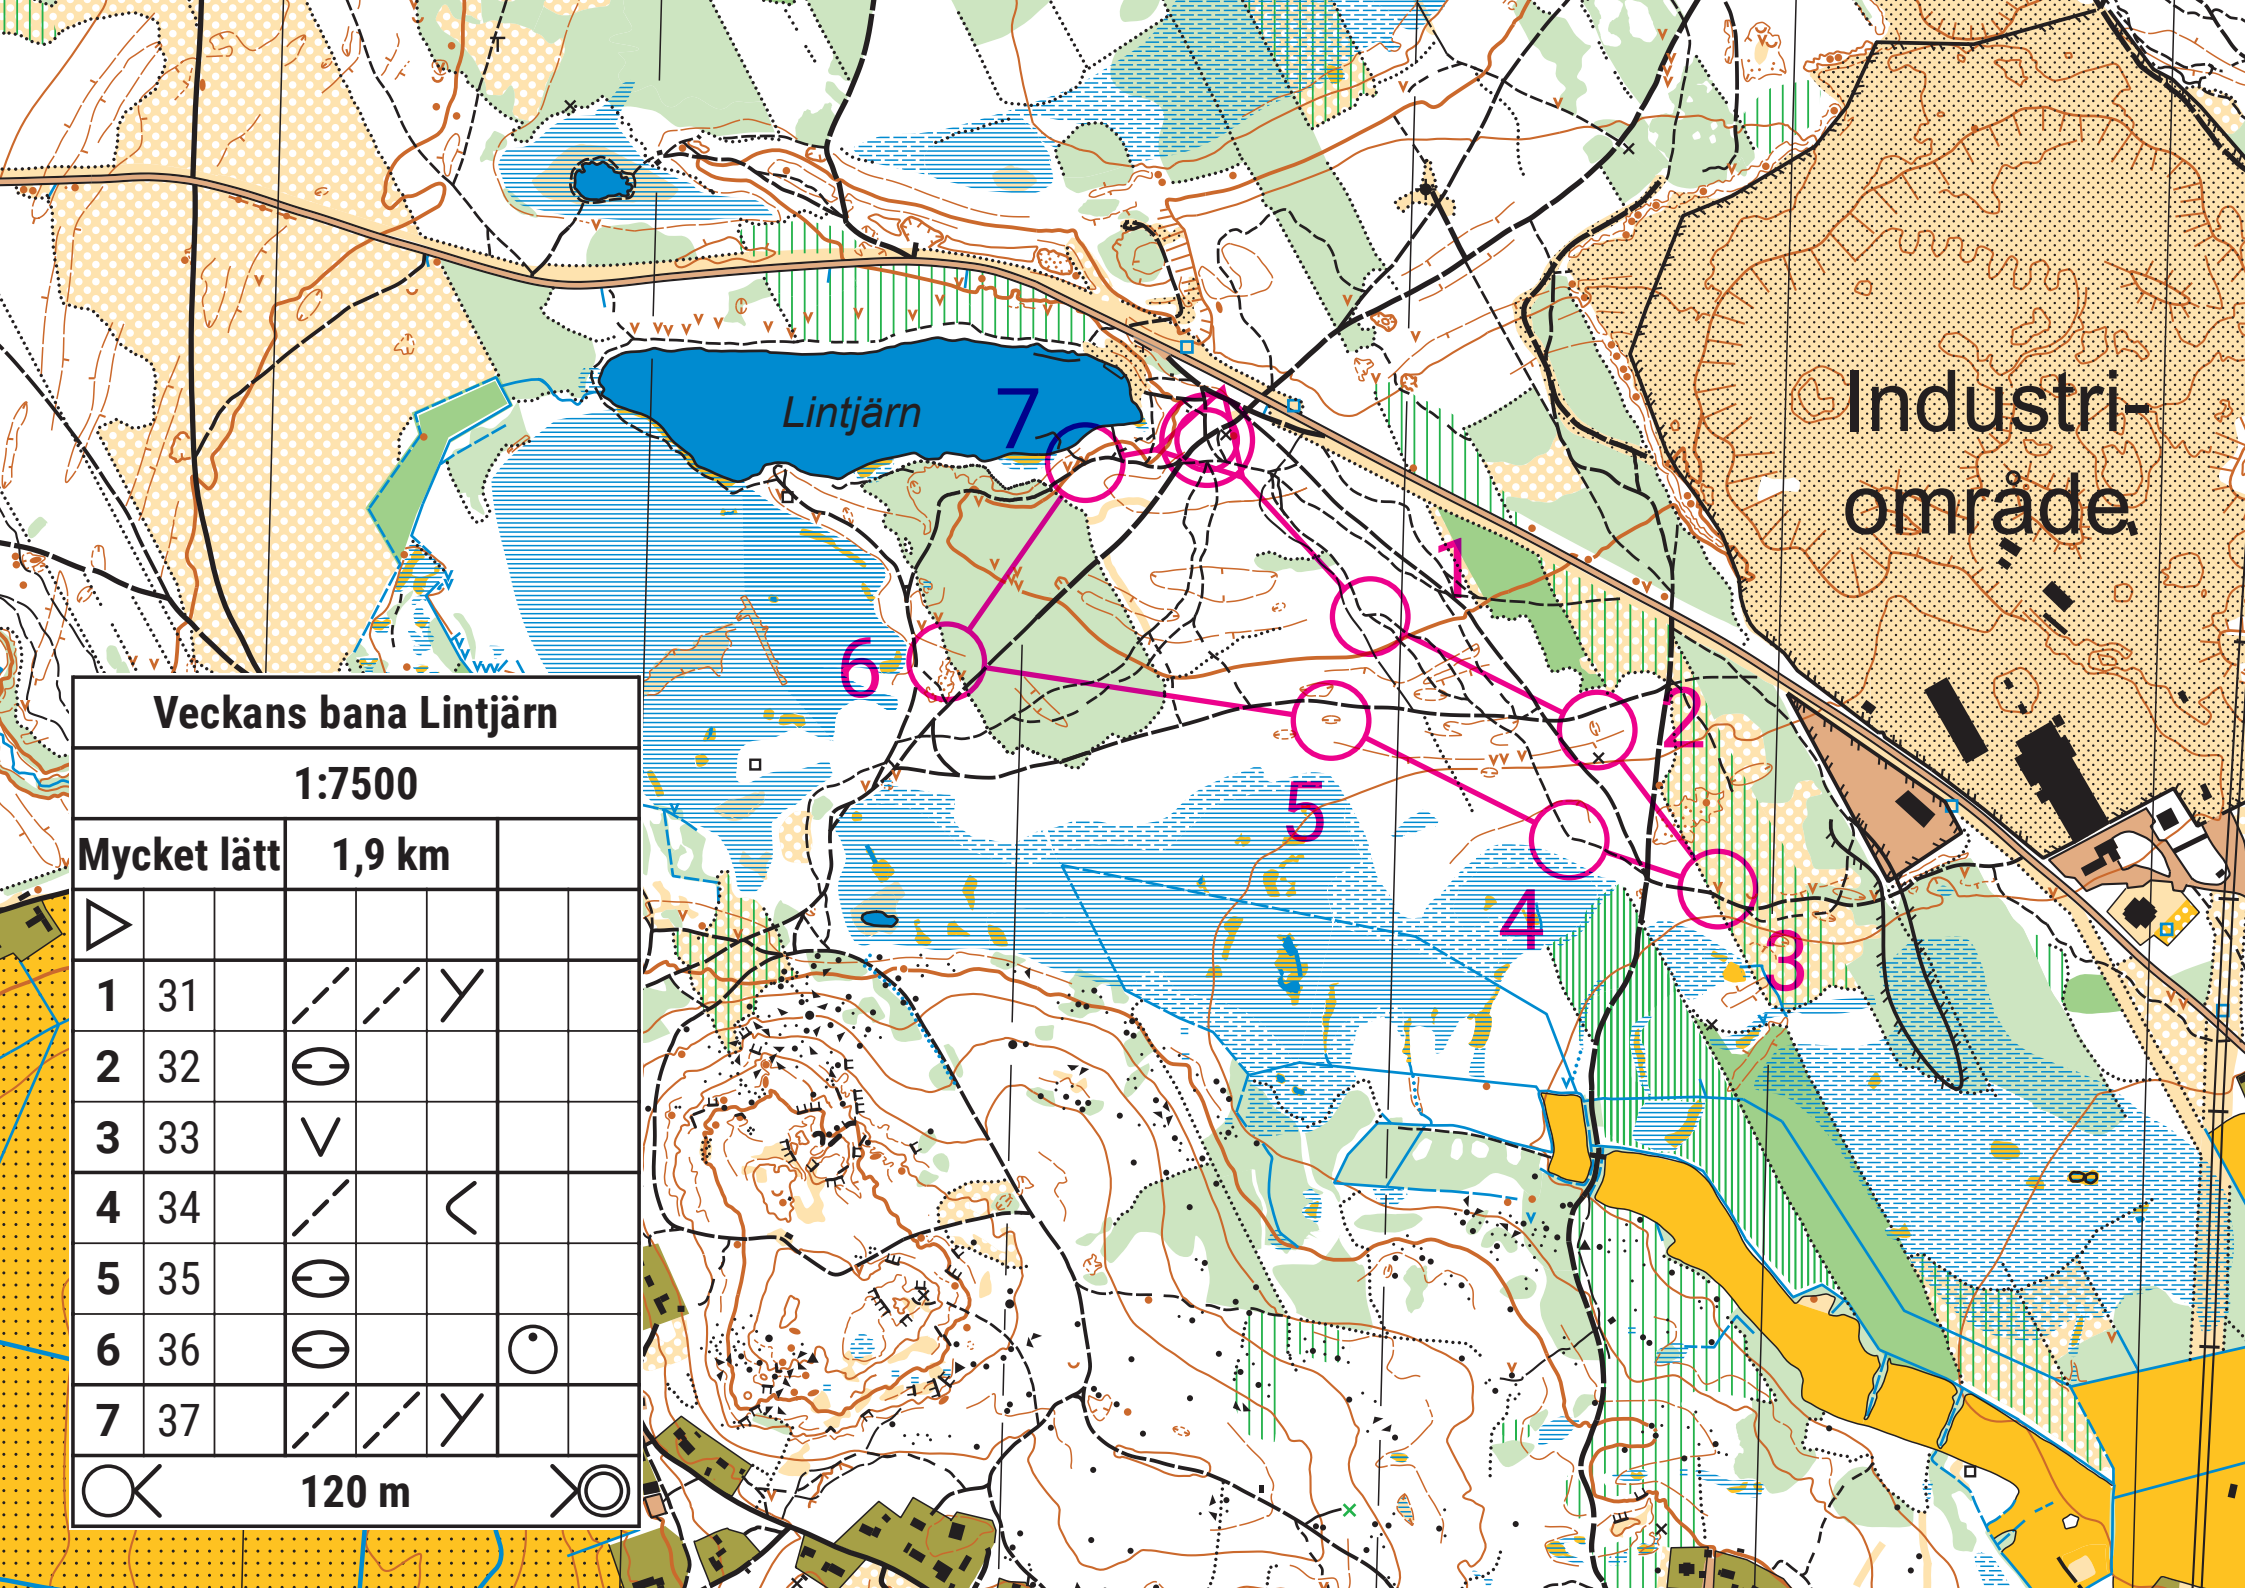 Lintjärn
Industri-
område
7
1
2
3
4
5
6
Veckans bana Lintjärn
1:7500
Mycket lätt 1,9 km
1 31
2 32
3 33
4 34
5 35
6 36
7 37
120 m